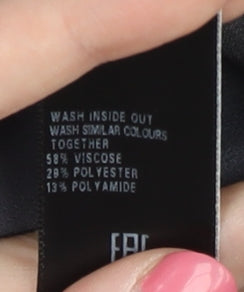 WASH INSIDE OUT
WASH SIMILAR COLOURS
TOGETHER
58% VISCOSE
29% POLYESTER
13% POLYAMIDE
EAC